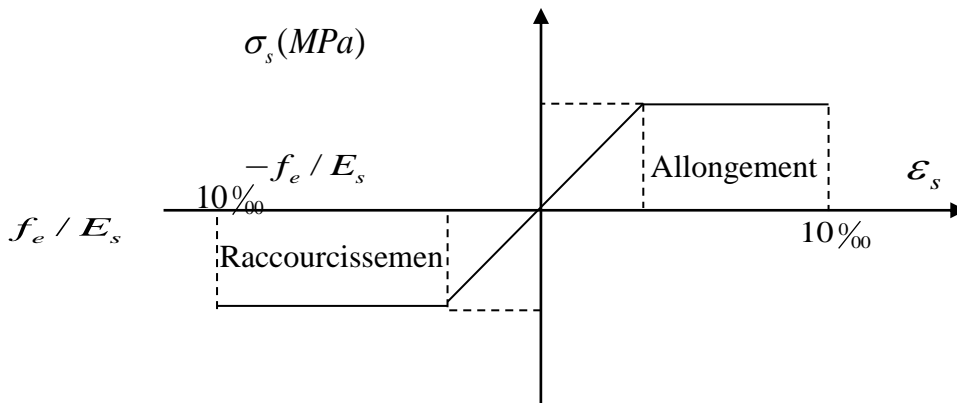 σₛ(MPa)
−fₑ / Eₛ
Allongement
εₛ
10‰
fₑ / Eₛ
10‰
Raccourcissemen